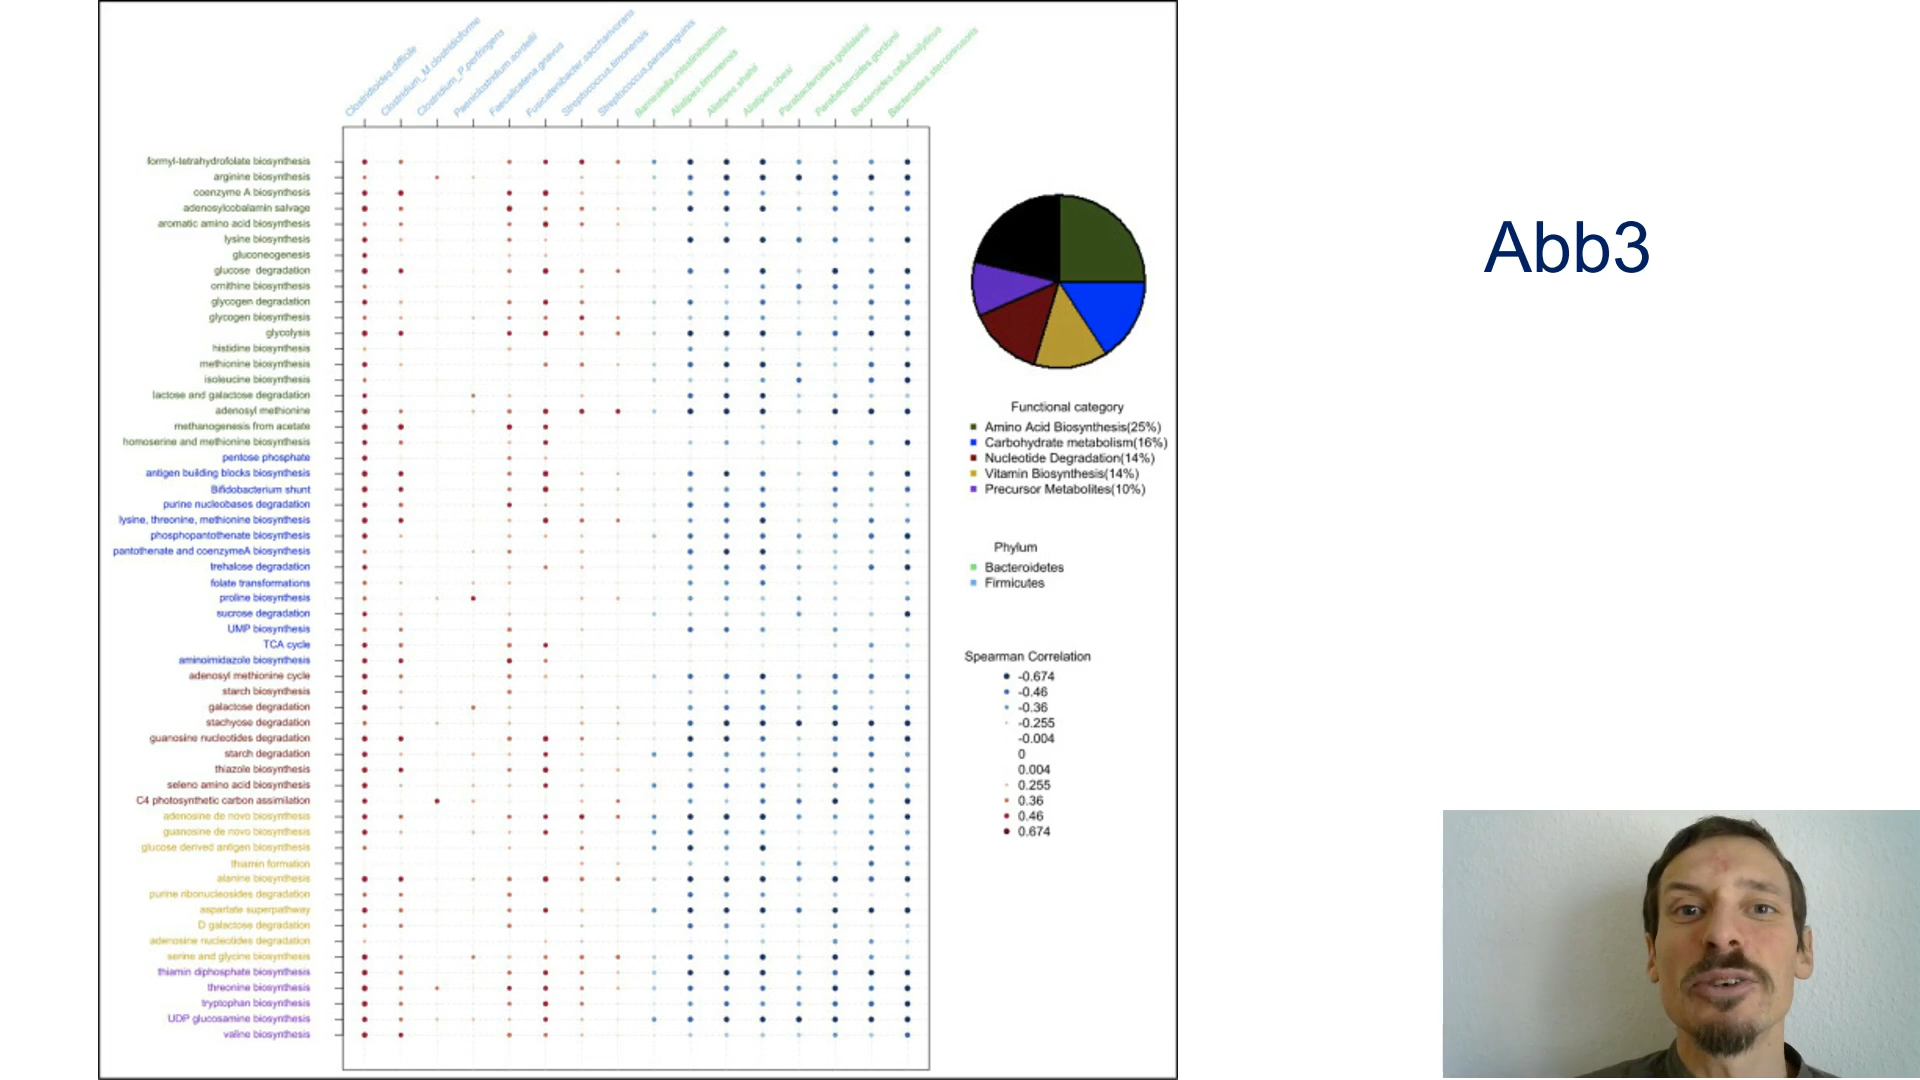 Clostridioides.difficile
Clostridium_M.clostridioforme
Clostridium_P.perfringens
Paeniclostridium.sordellii
Faecalicatena.gnavus
Fusicatenibacter.saccharivorans
Streptococcus.timonensis
Streptococcus.parasanguinis
Barnesiella.intestinihominis
Alistipes.timonensis
Alistipes.shahii
Alistipes.obesi
Parabacteroides.goldsteinii
Parabacteroides.gordonii
Bacteroides.cellulosilyticus
Bacteroides.stercorirosoris
formyl-tetrahydrofolate biosynthesis
arginine biosynthesis
coenzyme A biosynthesis
adenosylcobalamin salvage
aromatic amino acid biosynthesis
lysine biosynthesis
gluconeogenesis
glucose degradation
ornithine biosynthesis
glycogen degradation
glycogen biosynthesis
glycolysis
histidine biosynthesis
methionine biosynthesis
isoleucine biosynthesis
lactose and galactose degradation
adenosyl methionine
methanogenesis from acetate
homoserine and methionine biosynthesis
pentose phosphate
antigen building blocks biosynthesis
Bifidobacterium shunt
purine nucleobases degradation
lysine, threonine, methionine biosynthesis
phosphopantothenate biosynthesis
pantothenate and coenzymeA biosynthesis
trehalose degradation
folate transformations
proline biosynthesis
sucrose degradation
UMP biosynthesis
TCA cycle
aminoimidazole biosynthesis
adenosyl methionine cycle
starch biosynthesis
galactose degradation
stachyose degradation
guanosine nucleotides degradation
starch degradation
thiazole biosynthesis
seleno amino acid biosynthesis
C4 photosynthetic carbon assimilation
adenosine de novo biosynthesis
guanosine de novo biosynthesis
glucose derived antigen biosynthesis
thiamin formation
alanine biosynthesis
purine ribonucleosides degradation
aspartate superpathway
D galactose degradation
adenosine nucleotides degradation
serine and glycine biosynthesis
thiamin diphosphate biosynthesis
threonine biosynthesis
tryptophan biosynthesis
UDP glucosamine biosynthesis
valine biosynthesis
Functional category
Amino Acid Biosynthesis(25%)
Carbohydrate metabolism(16%)
Nucleotide Degradation(14%)
Vitamin Biosynthesis(14%)
Precursor Metabolites(10%)
Phylum
Bacteroidetes
Firmicutes
Spearman Correlation
-0.674
-0.46
-0.36
-0.255
-0.004
0
0.004
0.255
0.36
0.46
0.674
Abb3